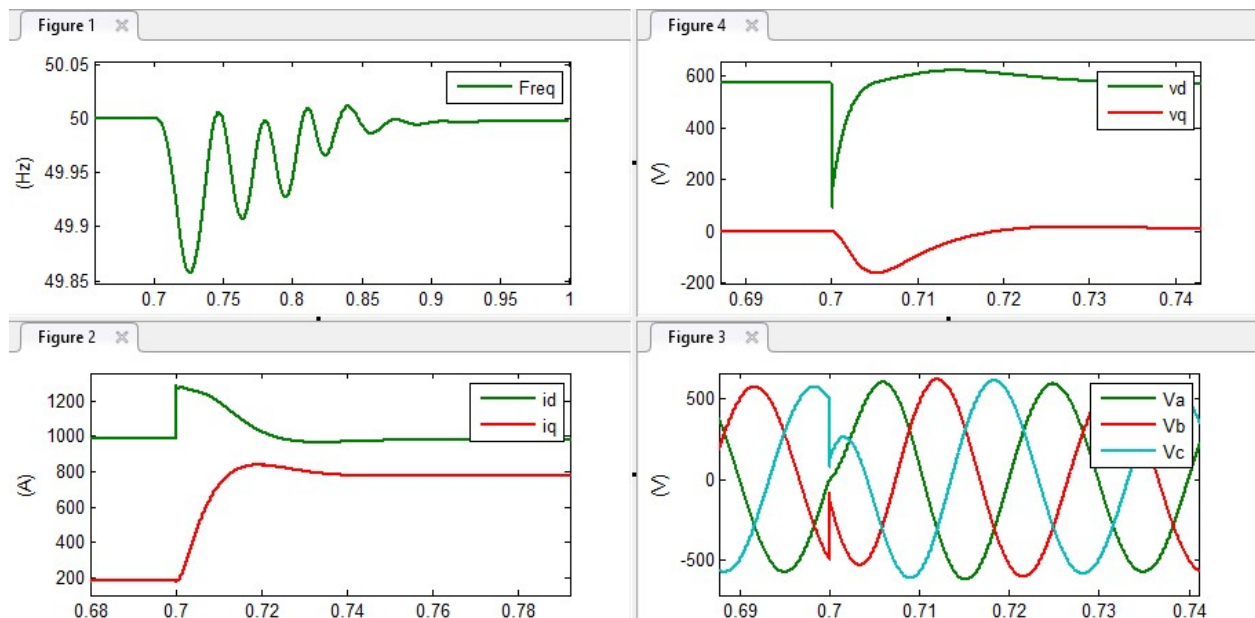 Figure 1
50.05
50
49.95
49.9
49.85
(Hz)
Freq
0.7 0.75 0.8 0.85 0.9 0.95 1
Figure 4
600
400
200
0
-200
(V)
vd
vq
0.69 0.7 0.71 0.72 0.73 0.74
Figure 2
1200
1000
800
600
400
200
(A)
id
iq
0.68 0.7 0.72 0.74 0.76 0.78
Figure 3
500
0
-500
(V)
Va
Vb
Vc
0.69 0.7 0.71 0.72 0.73 0.74